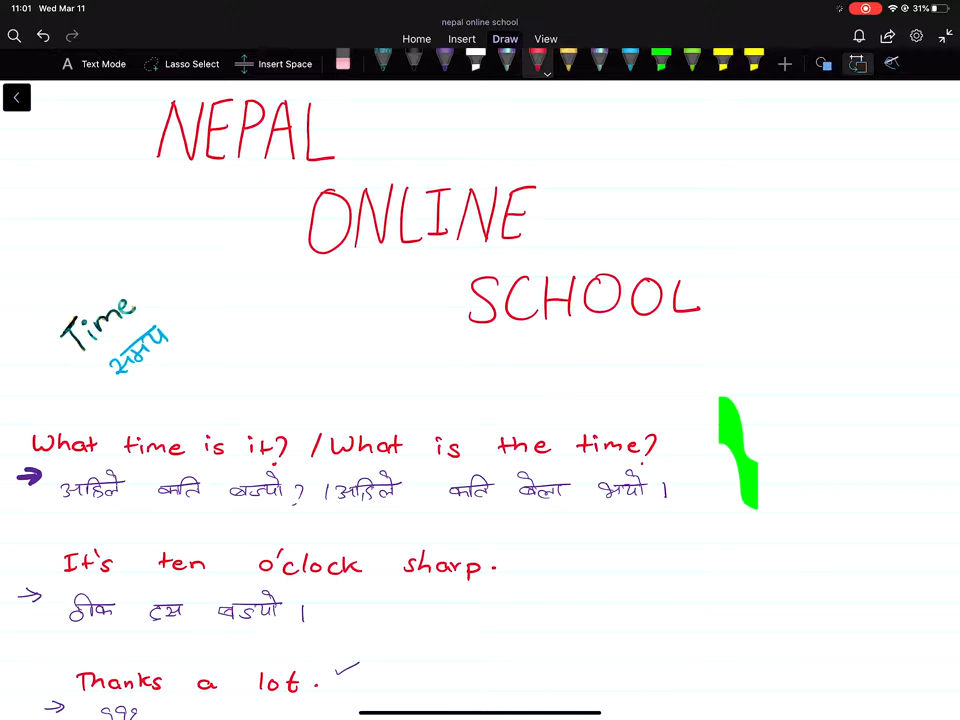 11:01 Wed Mar 11
31%
nepal online school
Home Insert Draw View
Text Mode Lasso Select Insert Space
NEPAL
ONLINE
SCHOOL
Time
समय
What time is it? / What is the time?
अहिले कति बज्यो ? । अहिले कति बेला भयो ।
It's ten o'clock sharp.
ठीक दस बज्यो ।
Thanks a lot.